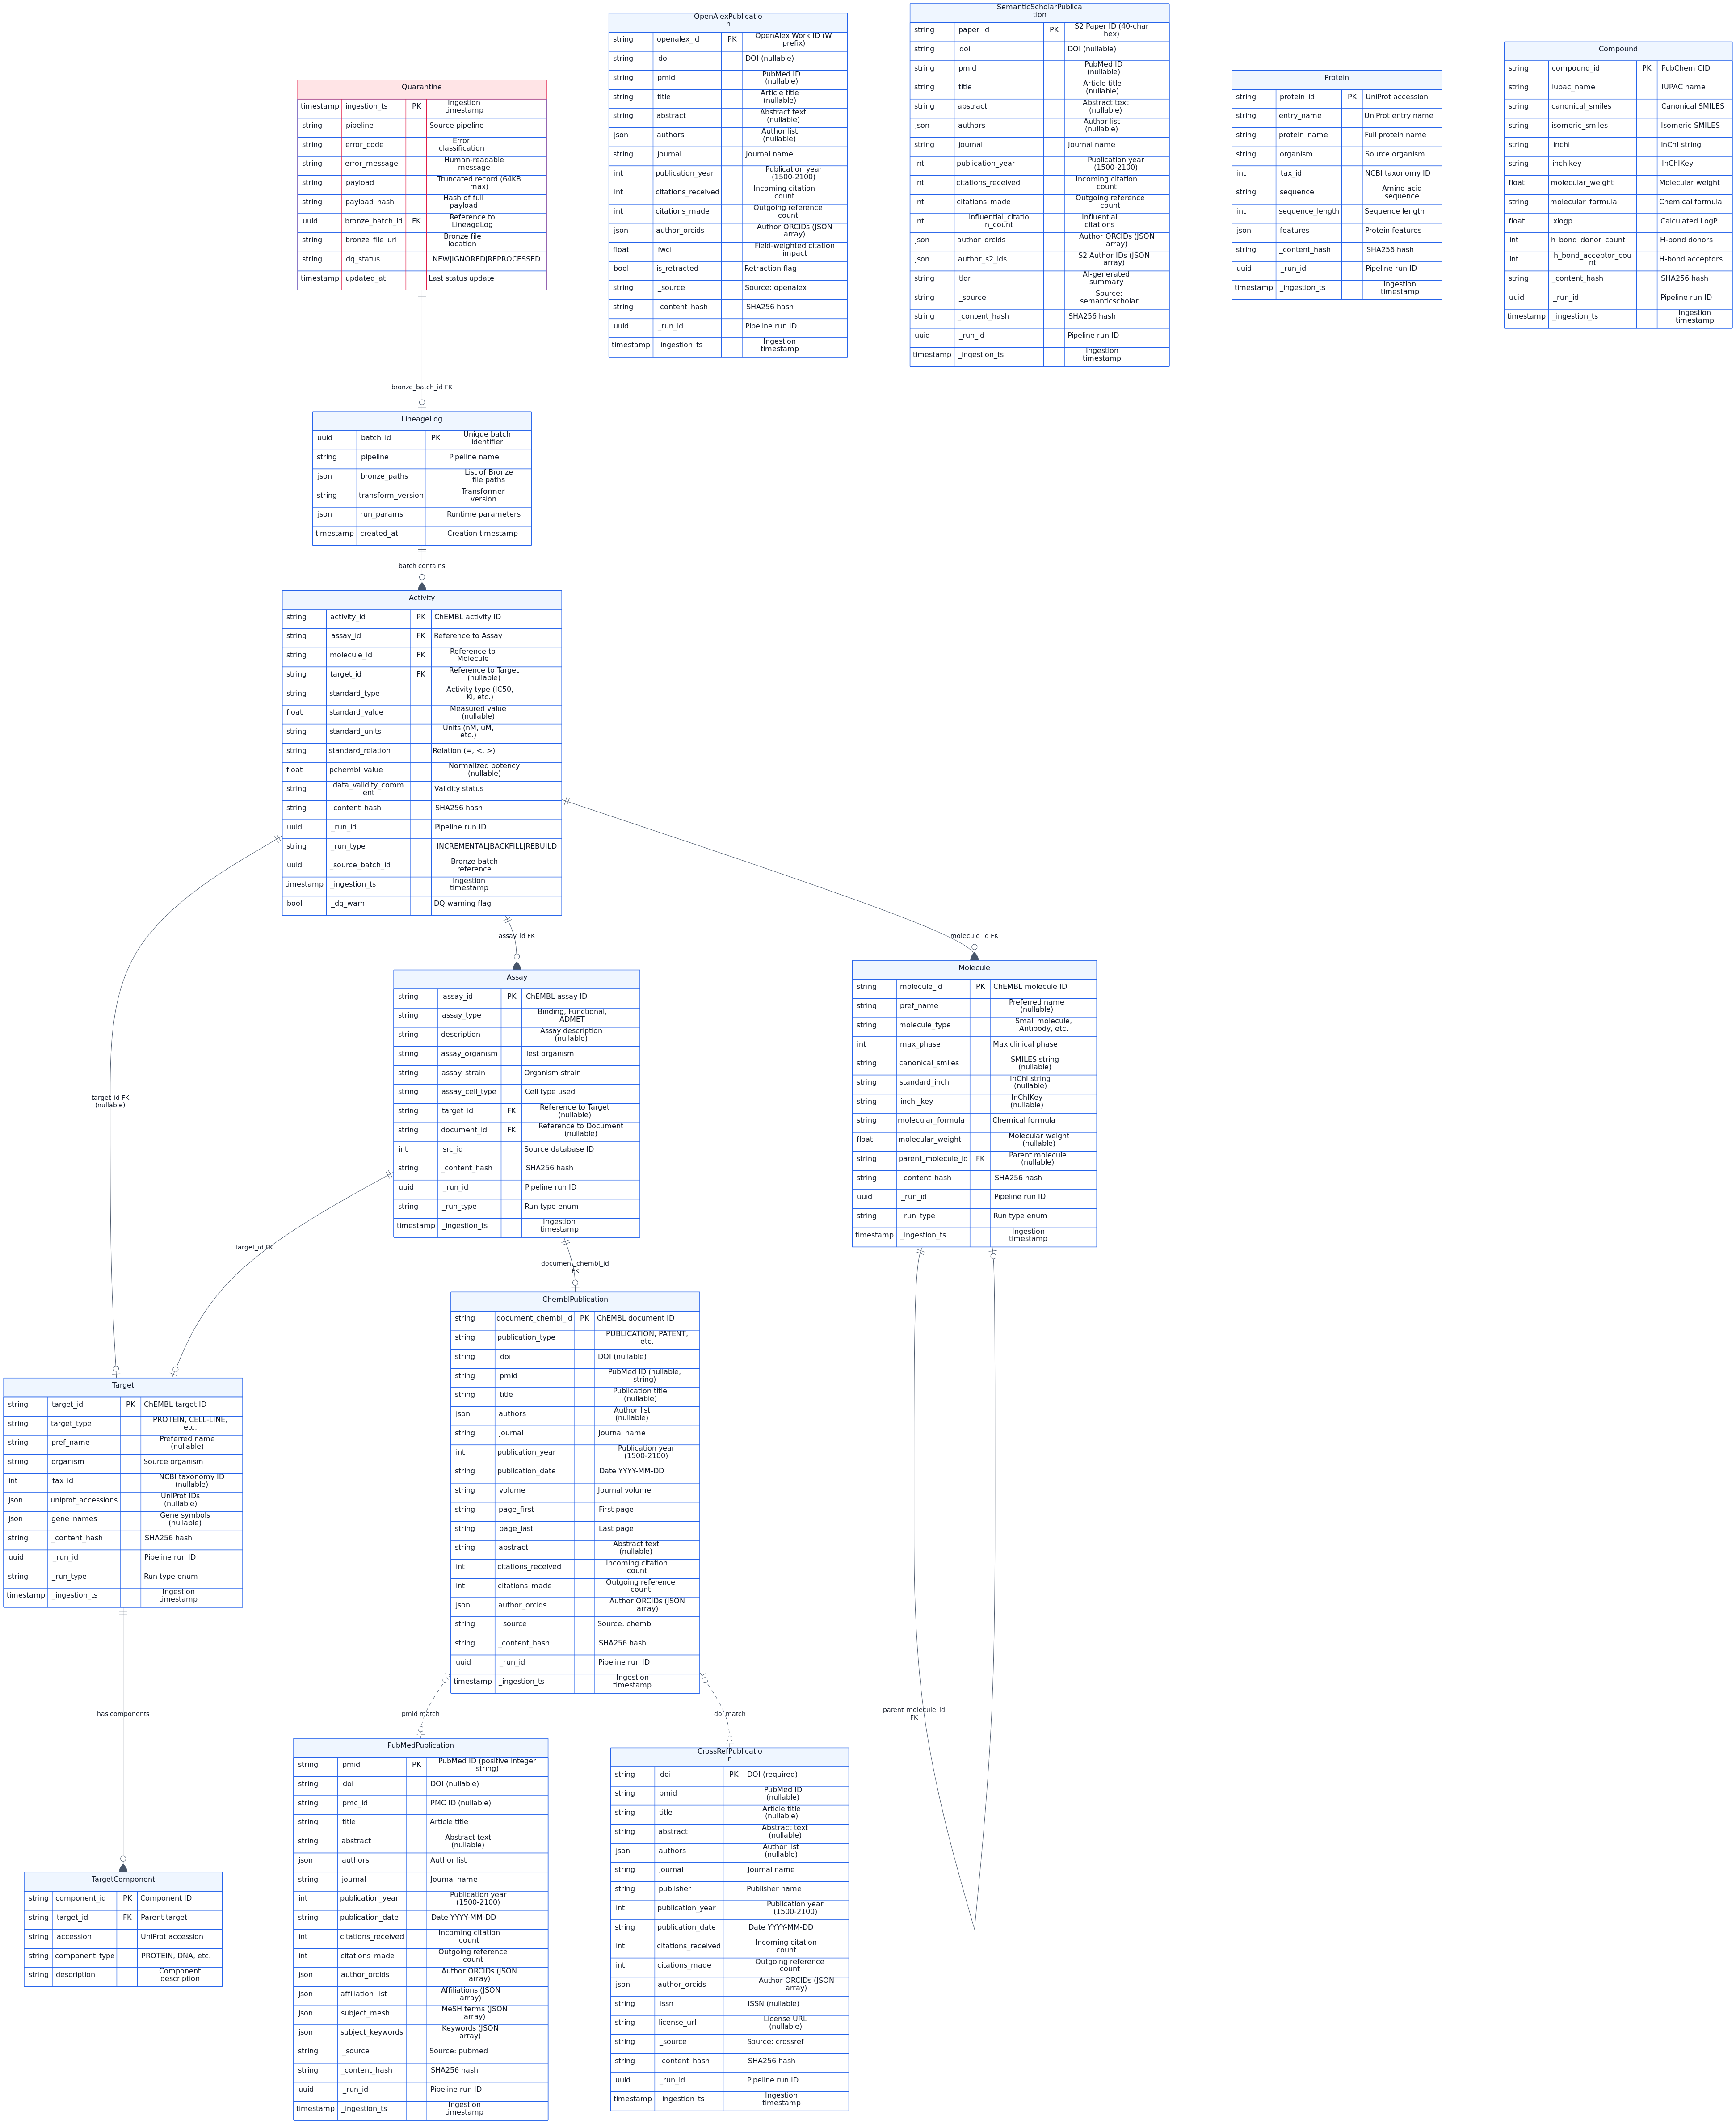 OpenAlexPublicatio
n
string openalex_id PK OpenAlex Work ID (W
prefix)
string doi DOI (nullable)
string pmid PubMed ID
(nullable)
string title Article title
(nullable)
string abstract Abstract text
(nullable)
json authors Author list
(nullable)
string journal Journal name
int publication_year Publication year
(1500-2100)
int citations_received Incoming citation
count
int citations_made Outgoing reference
count
json author_orcids Author ORCIDs (JSON
array)
float fwci Field-weighted citation
impact
bool is_retracted Retraction flag
string _source Source: openalex
string _content_hash SHA256 hash
uuid _run_id Pipeline run ID
timestamp _ingestion_ts Ingestion
timestamp
SemanticScholarPublica
tion
string paper_id PK S2 Paper ID (40-char
hex)
string doi DOI (nullable)
string pmid PubMed ID
(nullable)
string title Article title
(nullable)
string abstract Abstract text
(nullable)
json authors Author list
(nullable)
string journal Journal name
int publication_year Publication year
(1500-2100)
int citations_received Incoming citation
count
int citations_made Outgoing reference
count
int influential_citatio
n_count Influential
citations
json author_orcids Author ORCIDs (JSON
array)
json author_s2_ids S2 Author IDs (JSON
array)
string tldr AI-generated
summary
string _source Source:
semanticscholar
string _content_hash SHA256 hash
uuid _run_id Pipeline run ID
timestamp _ingestion_ts Ingestion
timestamp
Protein
string protein_id PK UniProt accession
string entry_name UniProt entry name
string protein_name Full protein name
string organism Source organism
int tax_id NCBI taxonomy ID
string sequence Amino acid
sequence
int sequence_length Sequence length
json features Protein features
string _content_hash SHA256 hash
uuid _run_id Pipeline run ID
timestamp _ingestion_ts Ingestion
timestamp
Compound
string compound_id PK PubChem CID
string iupac_name IUPAC name
string canonical_smiles Canonical SMILES
string isomeric_smiles Isomeric SMILES
string inchi InChI string
string inchikey InChIKey
float molecular_weight Molecular weight
string molecular_formula Chemical formula
float xlogp Calculated LogP
int h_bond_donor_count H-bond donors
int h_bond_acceptor_cou
nt H-bond acceptors
string _content_hash SHA256 hash
uuid _run_id Pipeline run ID
timestamp _ingestion_ts Ingestion
timestamp
Quarantine
timestamp ingestion_ts PK Ingestion
timestamp
string pipeline Source pipeline
string error_code Error
classification
string error_message Human-readable
message
string payload Truncated record (64KB
max)
string payload_hash Hash of full
payload
uuid bronze_batch_id FK Reference to
LineageLog
string bronze_file_uri Bronze file
location
string dq_status NEW|IGNORED|REPROCESSED
timestamp updated_at Last status update
bronze_batch_id FK
LineageLog
uuid batch_id PK Unique batch
identifier
string pipeline Pipeline name
json bronze_paths List of Bronze
file paths
string transform_version Transformer
version
json run_params Runtime parameters
timestamp created_at Creation timestamp
batch contains
Activity
string activity_id PK ChEMBL activity ID
string assay_id FK Reference to Assay
string molecule_id FK Reference to
Molecule
string target_id FK Reference to Target
(nullable)
string standard_type Activity type (IC50,
Ki, etc.)
float standard_value Measured value
(nullable)
string standard_units Units (nM, uM,
etc.)
string standard_relation Relation (=, <, >)
float pchembl_value Normalized potency
(nullable)
string data_validity_comm
ent Validity status
string _content_hash SHA256 hash
uuid _run_id Pipeline run ID
string _run_type INCREMENTAL|BACKFILL|REBUILD
uuid _source_batch_id Bronze batch
reference
timestamp _ingestion_ts Ingestion
timestamp
bool _dq_warn DQ warning flag
assay_id FK
molecule_id FK
target_id FK
(nullable)
Assay
string assay_id PK ChEMBL assay ID
string assay_type Binding, Functional,
ADMET
string description Assay description
(nullable)
string assay_organism Test organism
string assay_strain Organism strain
string assay_cell_type Cell type used
string target_id FK Reference to Target
(nullable)
string document_id FK Reference to Document
(nullable)
int src_id Source database ID
string _content_hash SHA256 hash
uuid _run_id Pipeline run ID
string _run_type Run type enum
timestamp _ingestion_ts Ingestion
timestamp
Molecule
string molecule_id PK ChEMBL molecule ID
string pref_name Preferred name
(nullable)
string molecule_type Small molecule,
Antibody, etc.
int max_phase Max clinical phase
string canonical_smiles SMILES string
(nullable)
string standard_inchi InChI string
(nullable)
string inchi_key InChIKey
(nullable)
string molecular_formula Chemical formula
float molecular_weight Molecular weight
(nullable)
string parent_molecule_id FK Parent molecule
(nullable)
string _content_hash SHA256 hash
uuid _run_id Pipeline run ID
string _run_type Run type enum
timestamp _ingestion_ts Ingestion
timestamp
target_id FK
document_chembl_id
FK
ChemblPublication
string document_chembl_id PK ChEMBL document ID
string publication_type PUBLICATION, PATENT,
etc.
string doi DOI (nullable)
string pmid PubMed ID (nullable,
string)
string title Publication title
(nullable)
json authors Author list
(nullable)
string journal Journal name
int publication_year Publication year
(1500-2100)
string publication_date Date YYYY-MM-DD
string volume Journal volume
string page_first First page
string page_last Last page
string abstract Abstract text
(nullable)
int citations_received Incoming citation
count
int citations_made Outgoing reference
count
json author_orcids Author ORCIDs (JSON
array)
string _source Source: chembl
string _content_hash SHA256 hash
uuid _run_id Pipeline run ID
timestamp _ingestion_ts Ingestion
timestamp
Target
string target_id PK ChEMBL target ID
string target_type PROTEIN, CELL-LINE,
etc.
string pref_name Preferred name
(nullable)
string organism Source organism
int tax_id NCBI taxonomy ID
(nullable)
json uniprot_accessions UniProt IDs
(nullable)
json gene_names Gene symbols
(nullable)
string _content_hash SHA256 hash
uuid _run_id Pipeline run ID
string _run_type Run type enum
timestamp _ingestion_ts Ingestion
timestamp
has components
pmid match
doi match
parent_molecule_id
FK
TargetComponent
string component_id PK Component ID
string target_id FK Parent target
string accession UniProt accession
string component_type PROTEIN, DNA, etc.
string description Component
description
PubMedPublication
string pmid PK PubMed ID (positive integer
string)
string doi DOI (nullable)
string pmc_id PMC ID (nullable)
string title Article title
string abstract Abstract text
(nullable)
json authors Author list
string journal Journal name
int publication_year Publication year
(1500-2100)
string publication_date Date YYYY-MM-DD
int citations_received Incoming citation
count
int citations_made Outgoing reference
count
json author_orcids Author ORCIDs (JSON
array)
json affiliation_list Affiliations (JSON
array)
json subject_mesh MeSH terms (JSON
array)
json subject_keywords Keywords (JSON
array)
string _source Source: pubmed
string _content_hash SHA256 hash
uuid _run_id Pipeline run ID
timestamp _ingestion_ts Ingestion
timestamp
CrossRefPublicatio
n
string doi PK DOI (required)
string pmid PubMed ID
(nullable)
string title Article title
(nullable)
string abstract Abstract text
(nullable)
json authors Author list
(nullable)
string journal Journal name
string publisher Publisher name
int publication_year Publication year
(1500-2100)
string publication_date Date YYYY-MM-DD
int citations_received Incoming citation
count
int citations_made Outgoing reference
count
json author_orcids Author ORCIDs (JSON
array)
string issn ISSN (nullable)
string license_url License URL
(nullable)
string _source Source: crossref
string _content_hash SHA256 hash
uuid _run_id Pipeline run ID
timestamp _ingestion_ts Ingestion
timestamp